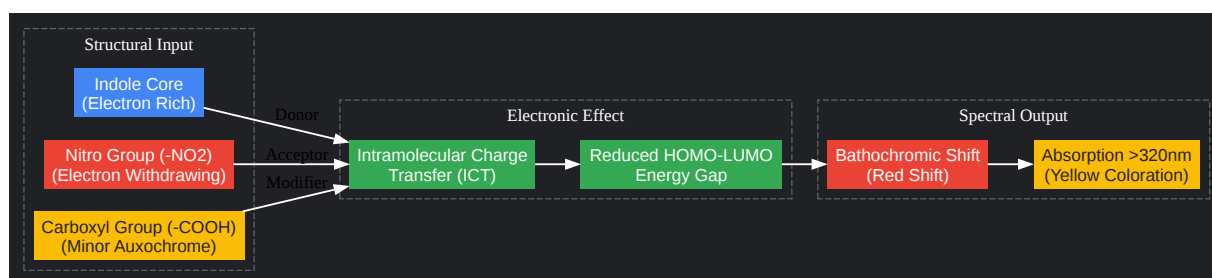 Structural Input
Indole Core
(Electron Rich)
Nitro Group (-NO2)
(Electron Withdrawing)
Carboxyl Group (-COOH)
(Minor Auxochrome)
Donor
Acceptor
Modifier
Electronic Effect
Intramolecular Charge
Transfer (ICT)
Reduced HOMO-LUMO
Energy Gap
Spectral Output
Bathochromic Shift
(Red Shift)
Absorption >320nm
(Yellow Coloration)